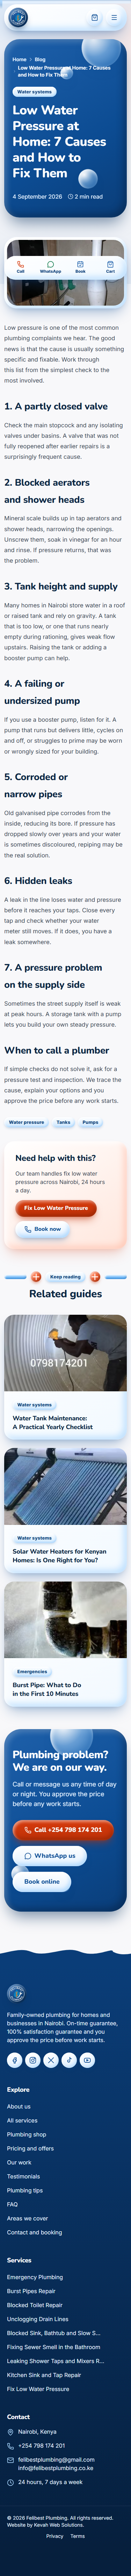 Home > Blog
Low Water Pressure at Home: 7 Causes
and How to Fix Them
Water systems
Low Water
Pressure at
Home: 7 Causes
and How to
Fix Them
4 September 2026 2 min read
Call WhatsApp Book Cart
Low pressure is one of the most common
plumbing complaints we hear. The good
news is that the cause is usually something
specific and fixable. Work through
this list from the simplest check to the
most involved.
1. A partly closed valve
Check the main stopcock and any isolating
valves under basins. A valve that was not
fully reopened after an earlier repair is a
surprisingly frequent cause.
2. Blocked aerators
and shower heads
Mineral scale builds up in tap aerators and
shower heads, narrowing the openings.
Unscrew them, soak in vinegar for an hour
and rinse. If pressure returns, that was
the problem.
3. Tank height and supply
Many homes in Nairobi store water in a roof
or raised tank and rely on gravity. A tank
that is too low, or one that runs nearly
empty during rationing, gives weak flow
upstairs. Raising the tank or adding a
booster pump can help.
4. A failing or
undersized pump
If you use a booster pump, listen for it. A
pump that runs but delivers little, cycles on
and off, or struggles to prime may be worn
or wrongly sized for your building.
5. Corroded or
narrow pipes
Old galvanised pipe corrodes from the
inside, reducing its bore. If pressure has
dropped slowly over years and your water
is sometimes discoloured, repiping may be
the real solution.
6. Hidden leaks
A leak in the line loses water and pressure
before it reaches your taps. Close every
tap and check whether your water
meter still moves. If it does, you have a
leak somewhere.
7. A pressure problem
on the supply side
Sometimes the street supply itself is weak
at peak hours. A storage tank with a pump
lets you build your own steady pressure.
When to call a plumber
If simple checks do not solve it, ask for a
pressure test and inspection. We trace the
cause, explain your options and you
approve the price before any work starts.
Water pressure Tanks Pumps
Need help with this?
Our team handles fix low water
pressure across Nairobi, 24 hours
a day.
Fix Low Water Pressure
Book now
Keep reading
Related guides
0798174201
Water systems
Water Tank Maintenance:
A Practical Yearly Checklist
Water systems
Solar Water Heaters for Kenyan
Homes: Is One Right for You?
Emergencies
Burst Pipe: What to Do
in the First 10 Minutes
Plumbing problem?
We are on our way.
Call or message us any time of day
or night. You approve the price
before any work starts.
Call +254 798 174 201
WhatsApp us
Book online
Family-owned plumbing for homes and
businesses in Nairobi. On-time guarantee,
100% satisfaction guarantee and you
approve the price before work starts.
Explore
About us
All services
Plumbing shop
Pricing and offers
Our work
Testimonials
Plumbing tips
FAQ
Areas we cover
Contact and booking
Services
Emergency Plumbing
Burst Pipes Repair
Blocked Toilet Repair
Unclogging Drain Lines
Blocked Sink, Bathtub and Slow S...
Fixing Sewer Smell in the Bathroom
Leaking Shower Taps and Mixers R...
Kitchen Sink and Tap Repair
Fix Low Water Pressure
Contact
Nairobi, Kenya
+254 798 174 201
feilbestplumbing@gmail.com
info@feilbestplumbing.co.ke
24 hours, 7 days a week
© 2026 Feilbest Plumbing. All rights reserved.
Website by Kevah Web Solutions.
Privacy Terms